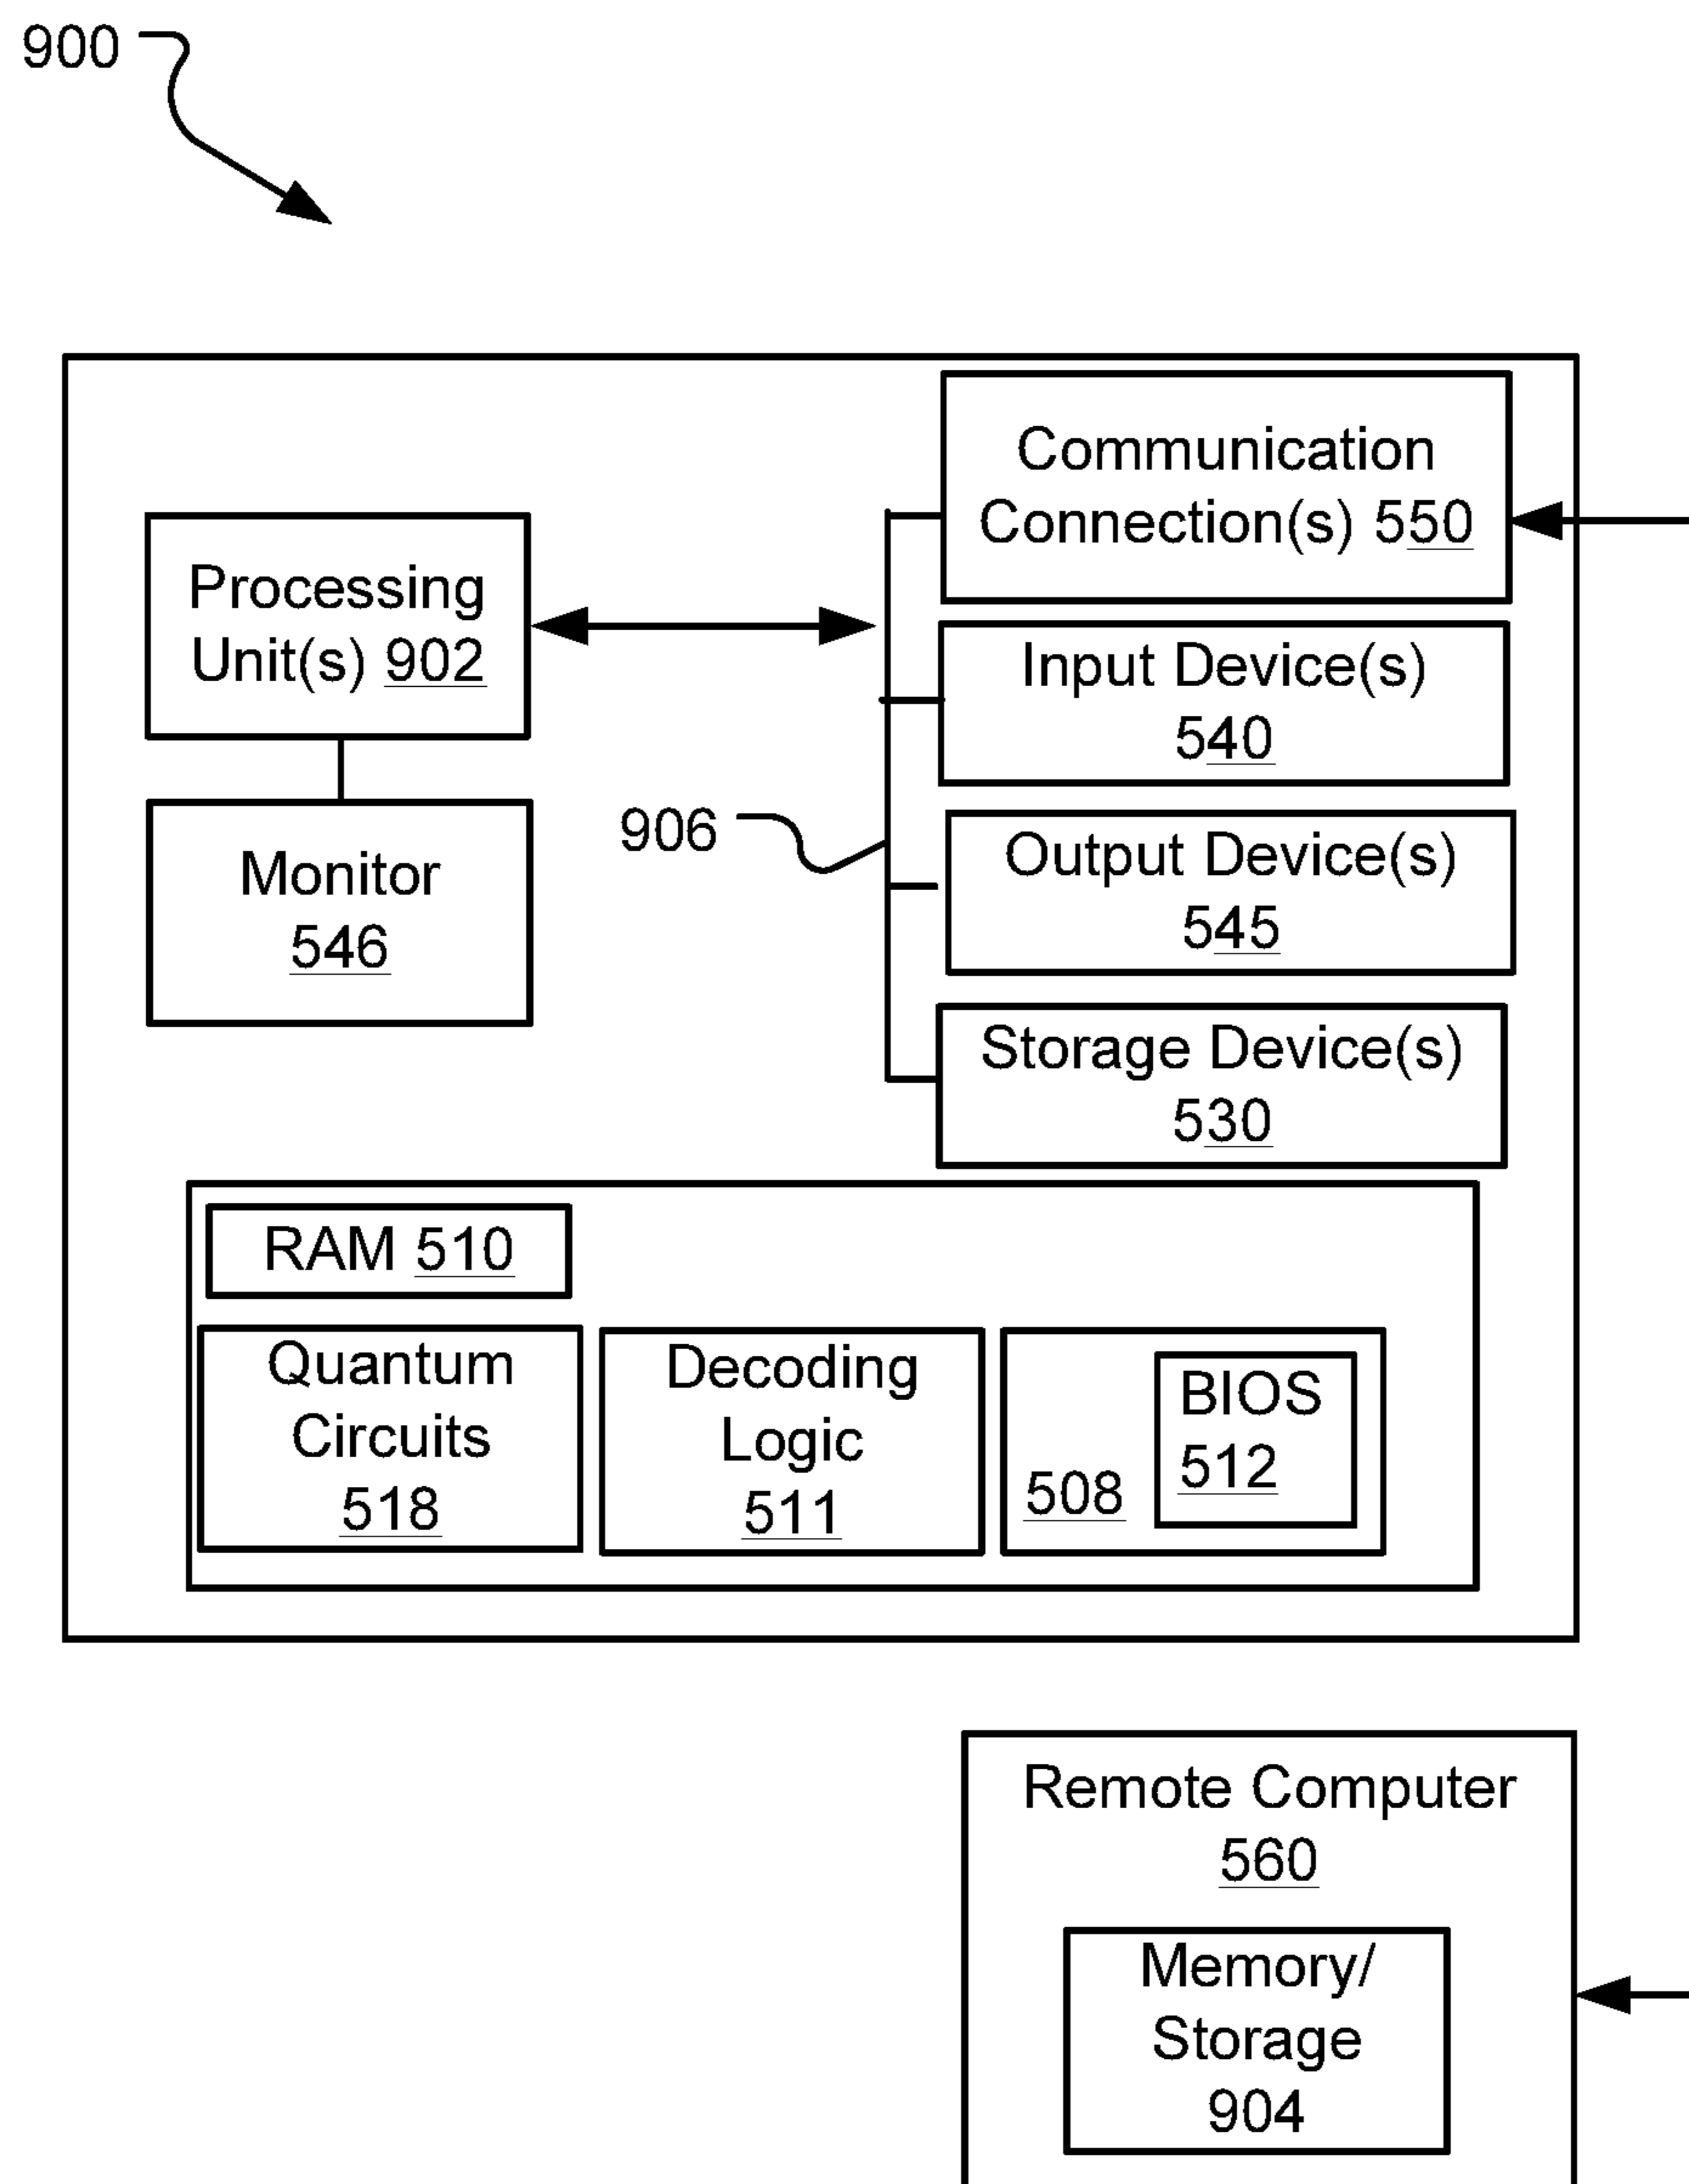 900
Communication
Connection(s) 550
Processing
Unit(s) 902
Input Device(s)
540
906
Monitor
546
Output Device(s)
545
Storage Device(s)
530
RAM 510
Quantum
Circuits
518
Decoding
Logic
511
508
BIOS
512
Remote Computer
560
Memory/
Storage
904